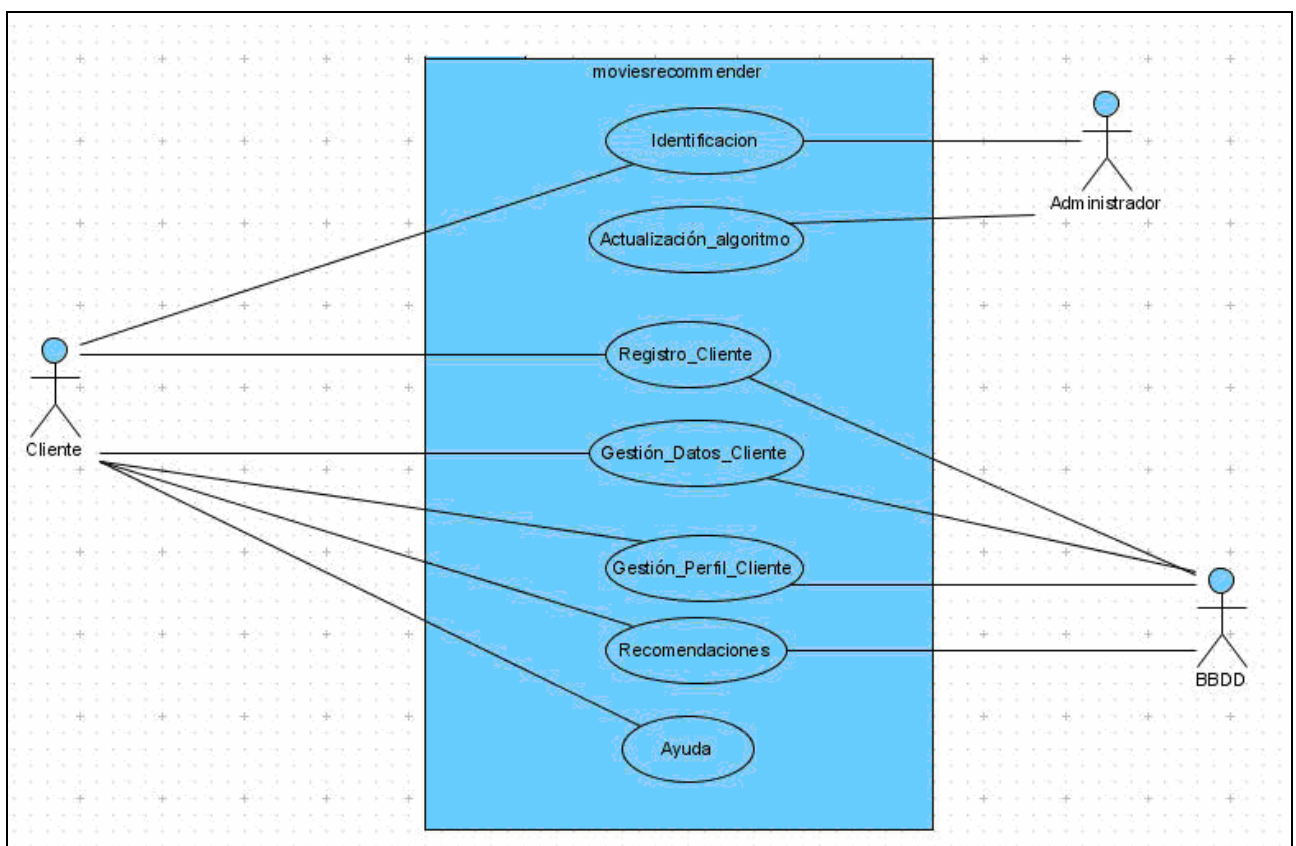 moviesrecommender
Identificacion
Administrador
Actualización_algoritmo
Registro_Cliente
Cliente
Gestión_Datos_Cliente
Gestión_Perfil_Cliente
Recomendaciones
BBDD
Ayuda